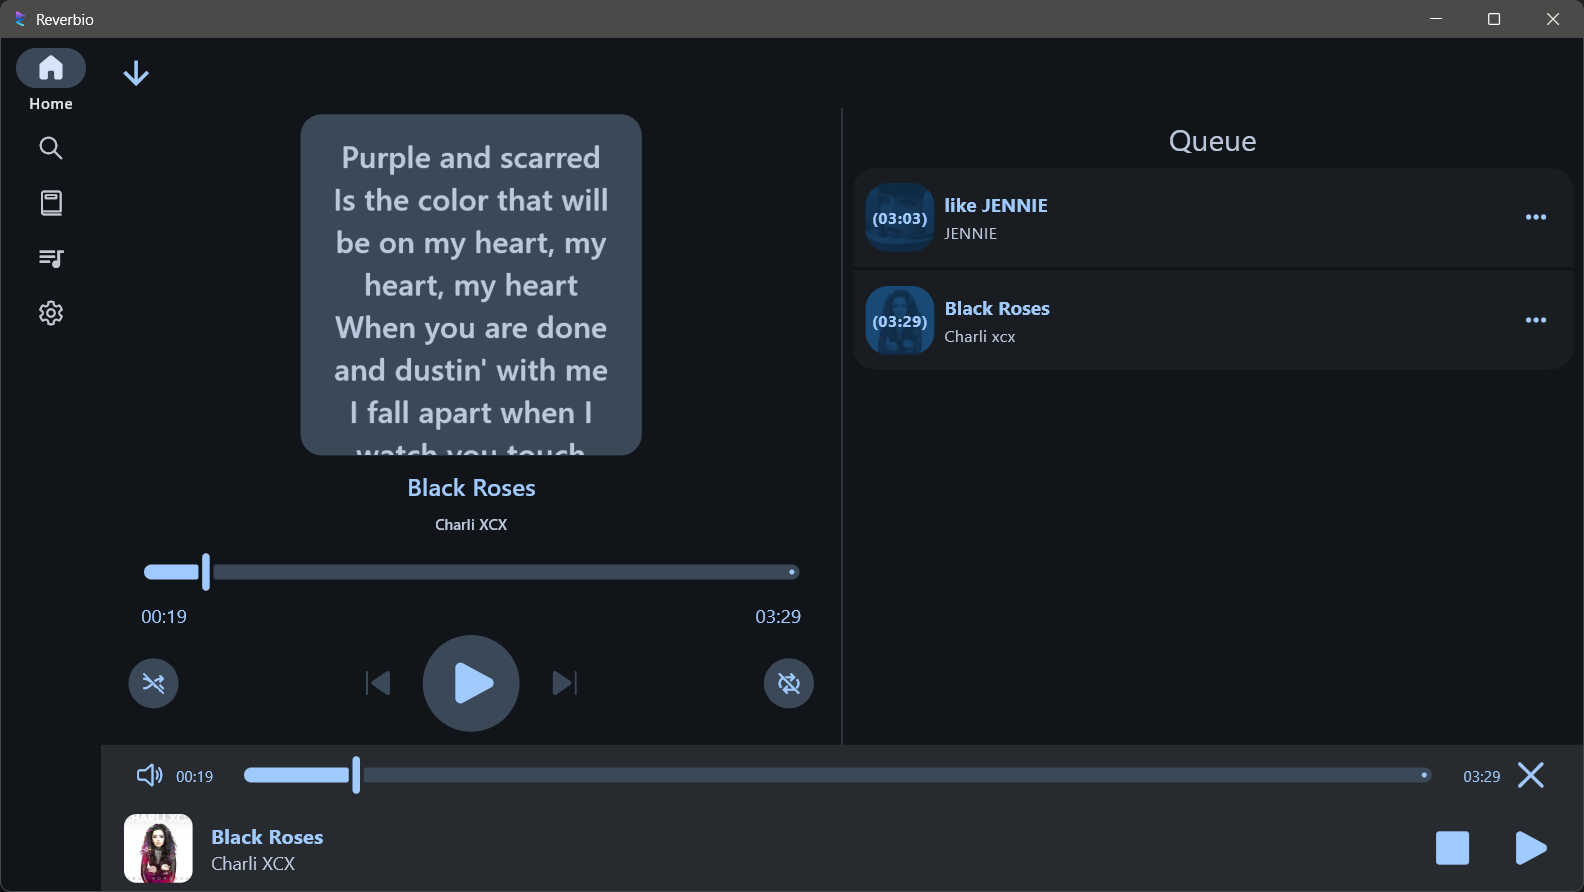 Reverbio
Home
Purple and scarred
Is the color that will
be on my heart, my
heart, my heart
When you are done
and dustin' with me
I fall apart when I
watch you touch
Black Roses
Charli XCX
00:19
03:29
Queue
(03:03)
like JENNIE
JENNIE
(03:29)
Black Roses
Charli xcx
00:19
03:29
Black Roses
Charli XCX